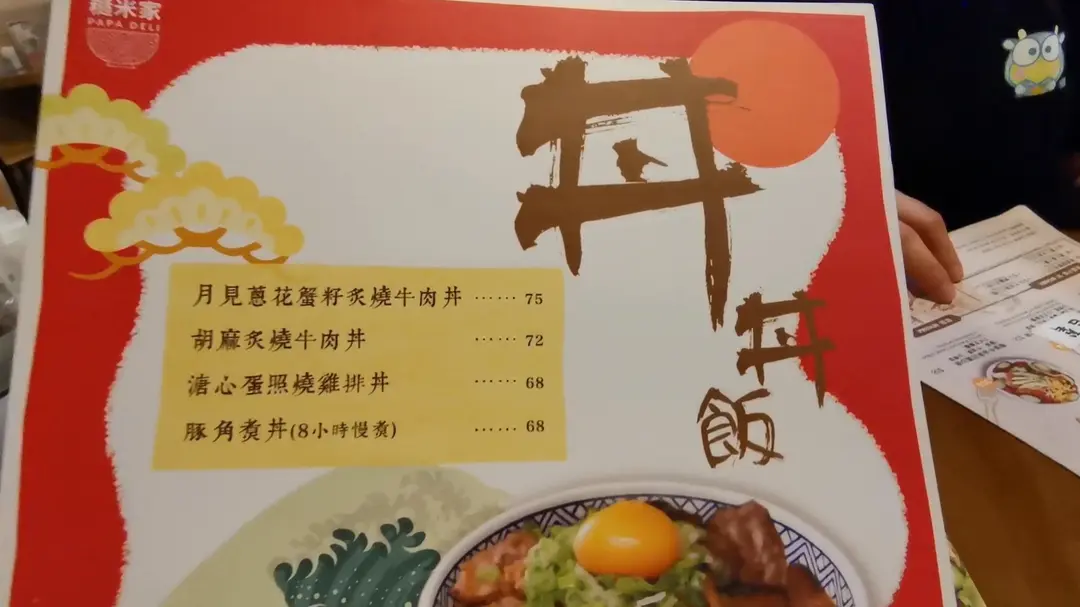 糙米家
PAPA DELI
丼
丼
飯
月見蔥花蟹籽炙燒牛肉丼 …… 75
胡麻炙燒牛肉丼 …… 72
溏心蛋照燒雞排丼 …… 68
豚角煮丼(8小時慢煮) …… 68